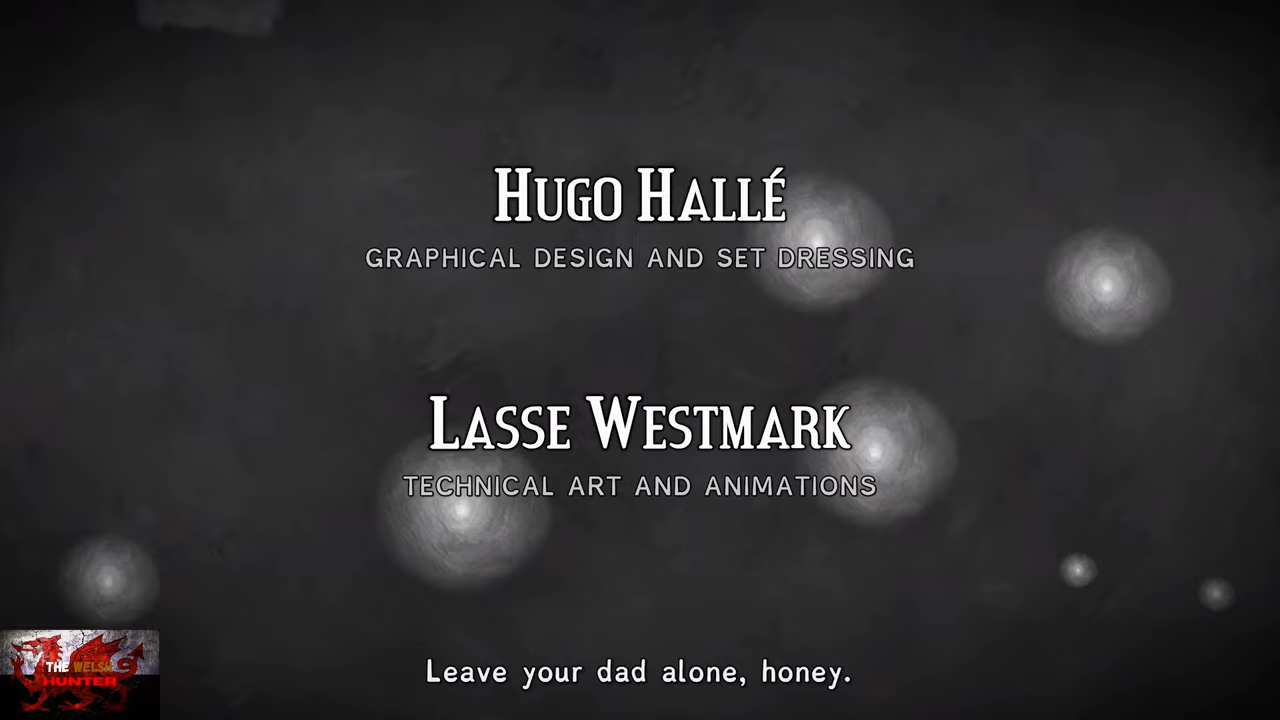 Hugo Hallé
GRAPHICAL DESIGN AND SET DRESSING
Lasse Westmark
TECHNICAL ART AND ANIMATIONS
THE WELSH
HUNTER
Leave your dad alone, honey.